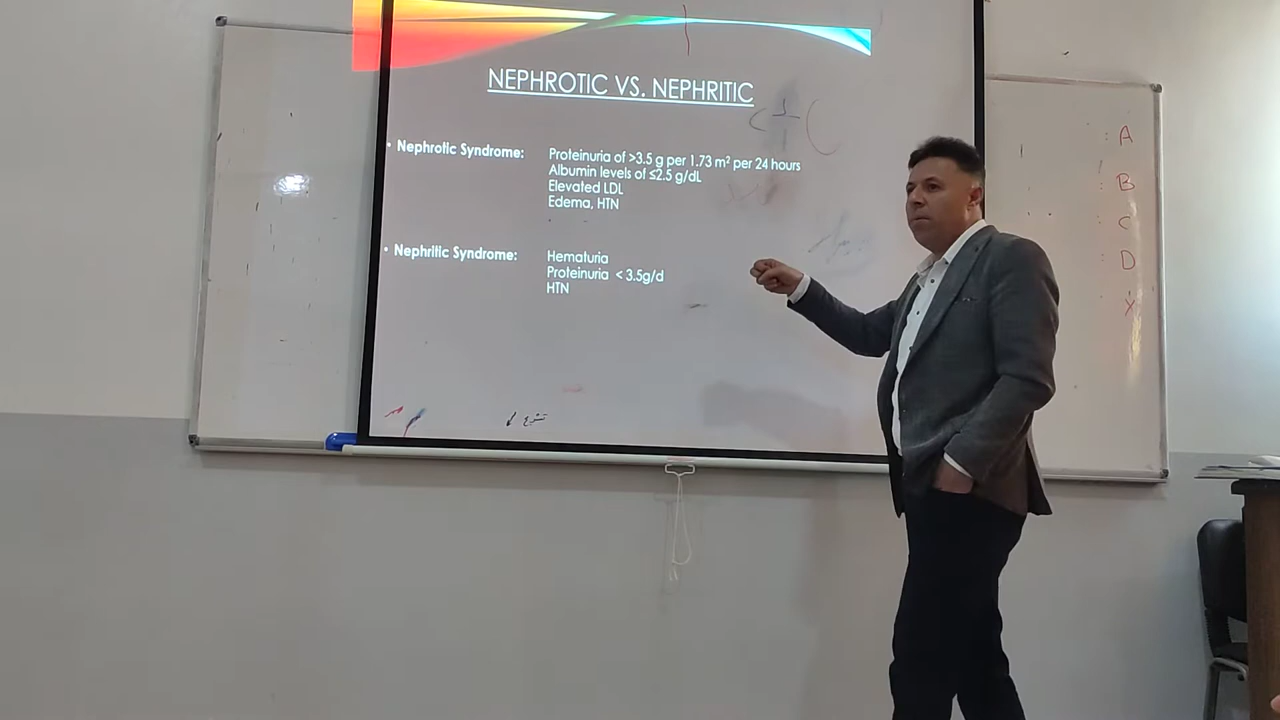 NEPHROTIC VS. NEPHRITIC
• Nephrotic Syndrome: Proteinuria of >3.5 g per 1.73 m² per 24 hours
Albumin levels of ≤2.5 g/dL
Elevated LDL
Edema, HTN
• Nephritic Syndrome: Hematuria
Proteinuria < 3.5g/d
HTN
: A
: B
: C
: D